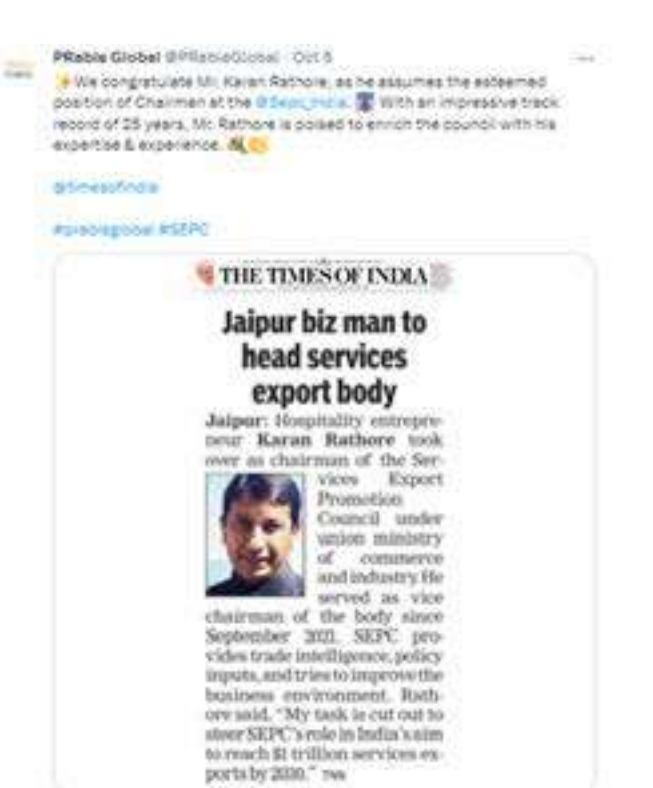 PRable Global @PRableGlobal · Oct 5
We congratulate Mr. Karan Rathore, as he assumes the esteemed
position of Chairman at the @Sepc_India. With an impressive track
record of 25 years, Mr. Rathore is poised to enrich the council with his
expertise & experience.
@timesofindia
#prableglobal #SEPC
THE TIMES OF INDIA
Jaipur biz man to
head services
export body
Jaipur: Hospitality entrepre-
neur Karan Rathore took
over as chairman of the Ser-
vices Export
Promotion
Council under
union ministry
of commerce
and industry. He
served as vice
chairman of the body since
September 2021. SEPC pro-
vides trade intelligence, policy
inputs, and tries to improve the
business environment. Rath-
ore said, "My task is cut out to
steer SEPC's role in India's aim
to reach $1 trillion services ex-
ports by 2030." TNN